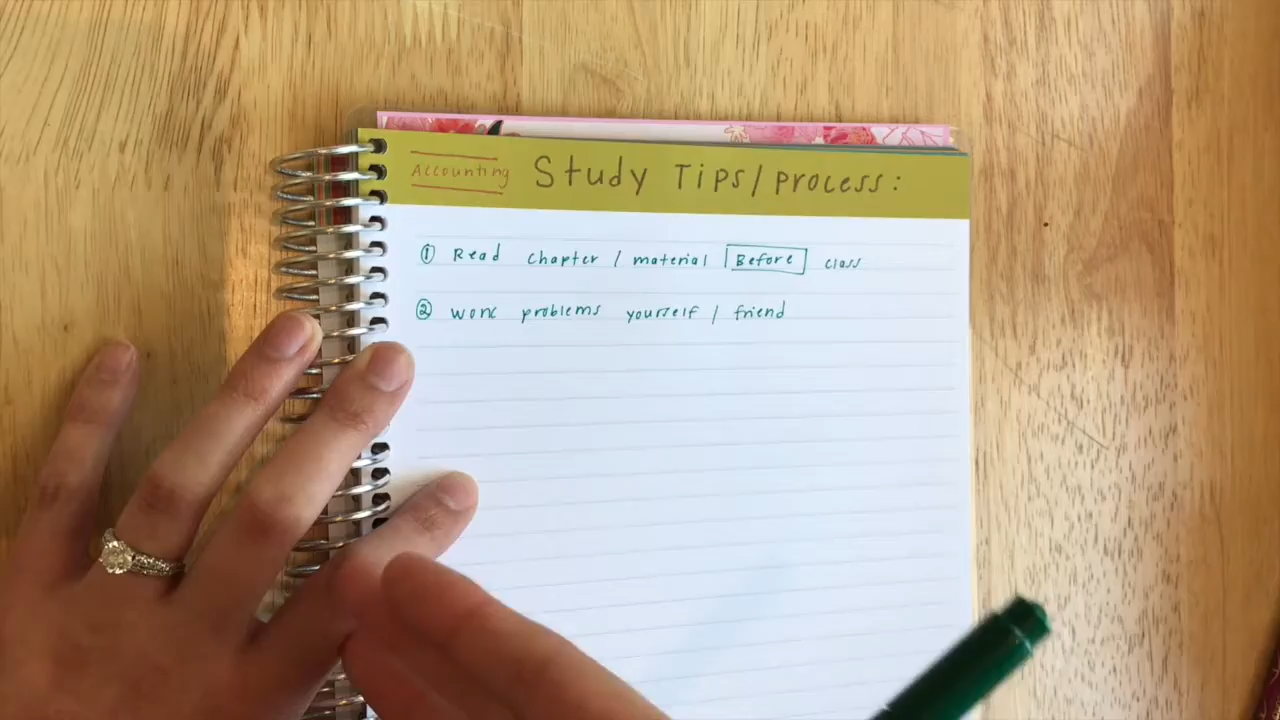 Accounting Study Tips/process:
① Read chapter / material Before class
② work problems yourself / friend